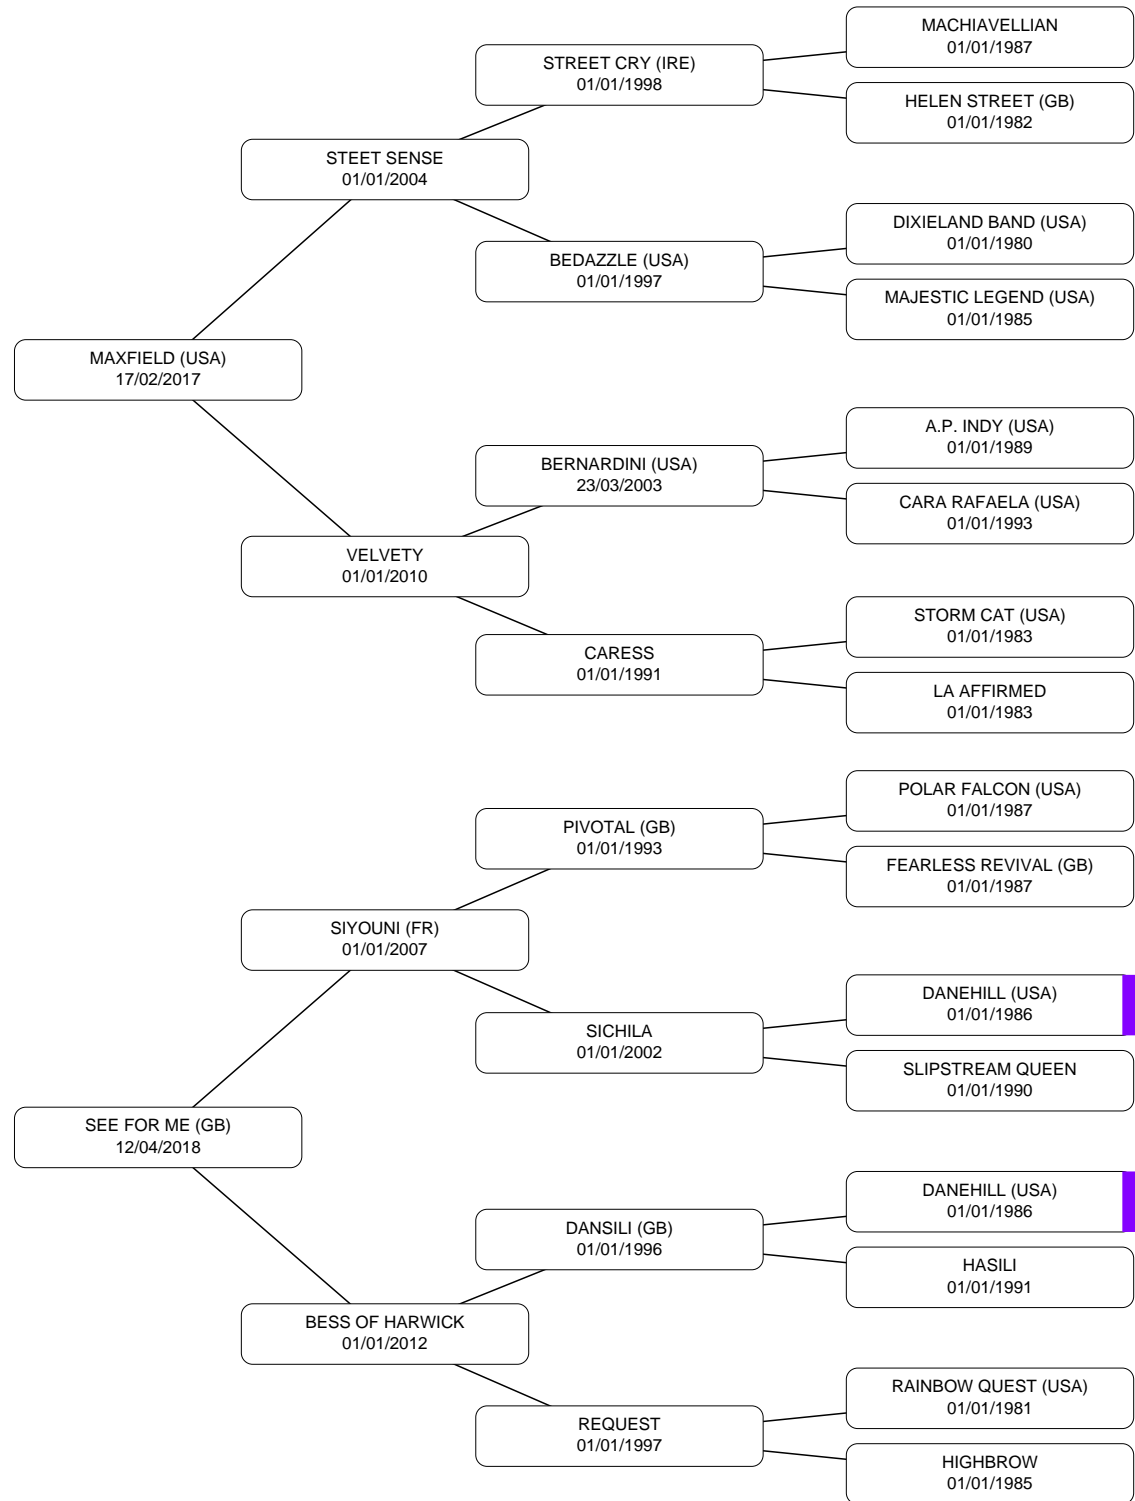 MACHIAVELLIAN
01/01/1987
STREET CRY (IRE)
01/01/1998
HELEN STREET (GB)
01/01/1982
STEET SENSE
01/01/2004
DIXIELAND BAND (USA)
01/01/1980
BEDAZZLE (USA)
01/01/1997
MAJESTIC LEGEND (USA)
01/01/1985
MAXFIELD (USA)
17/02/2017
A.P. INDY (USA)
01/01/1989
BERNARDINI (USA)
23/03/2003
CARA RAFAELA (USA)
01/01/1993
VELVETY
01/01/2010
STORM CAT (USA)
01/01/1983
CARESS
01/01/1991
LA AFFIRMED
01/01/1983
POLAR FALCON (USA)
01/01/1987
PIVOTAL (GB)
01/01/1993
FEARLESS REVIVAL (GB)
01/01/1987
SIYOUNI (FR)
01/01/2007
DANEHILL (USA)
01/01/1986
SICHILA
01/01/2002
SLIPSTREAM QUEEN
01/01/1990
SEE FOR ME (GB)
12/04/2018
DANEHILL (USA)
01/01/1986
DANSILI (GB)
01/01/1996
HASILI
01/01/1991
BESS OF HARWICK
01/01/2012
RAINBOW QUEST (USA)
01/01/1981
REQUEST
01/01/1997
HIGHBROW
01/01/1985